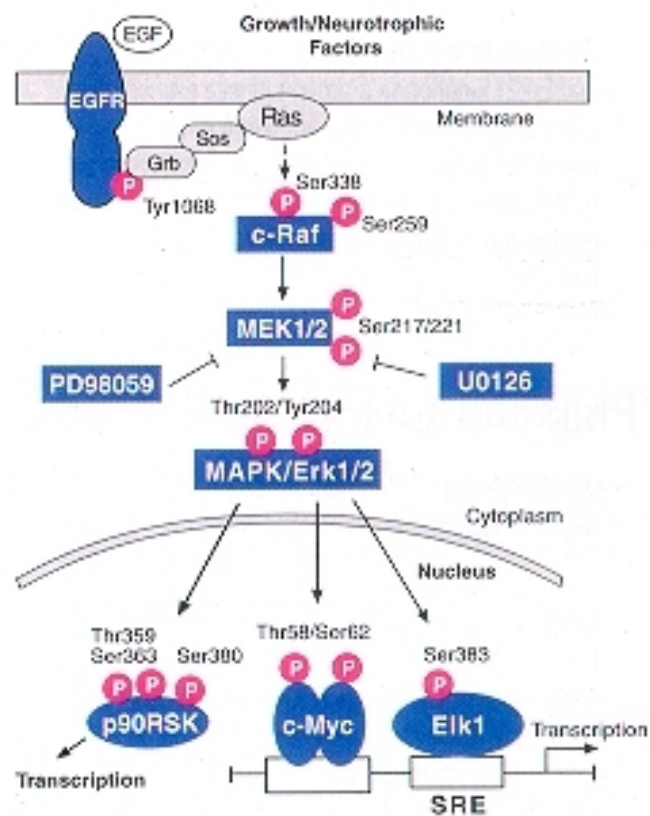 EGF
Growth/Neurotrophic
Factors
EGFR
Membrane
Ras
Sos
Grb
P
Tyr1068
Ser338
P
P
Ser259
c-Raf
P
MEK1/2
Ser217/221
P
PD98059
U0126
Thr202/Tyr204
P P
MAPK/Erk1/2
Cytoplasm
Nucleus
Thr359
Ser363
Ser380
P P P
p90RSK
Transcription
Thr58/Ser62
P P
c-Myc
Ser383
P
Elk1
Transcription
SRE